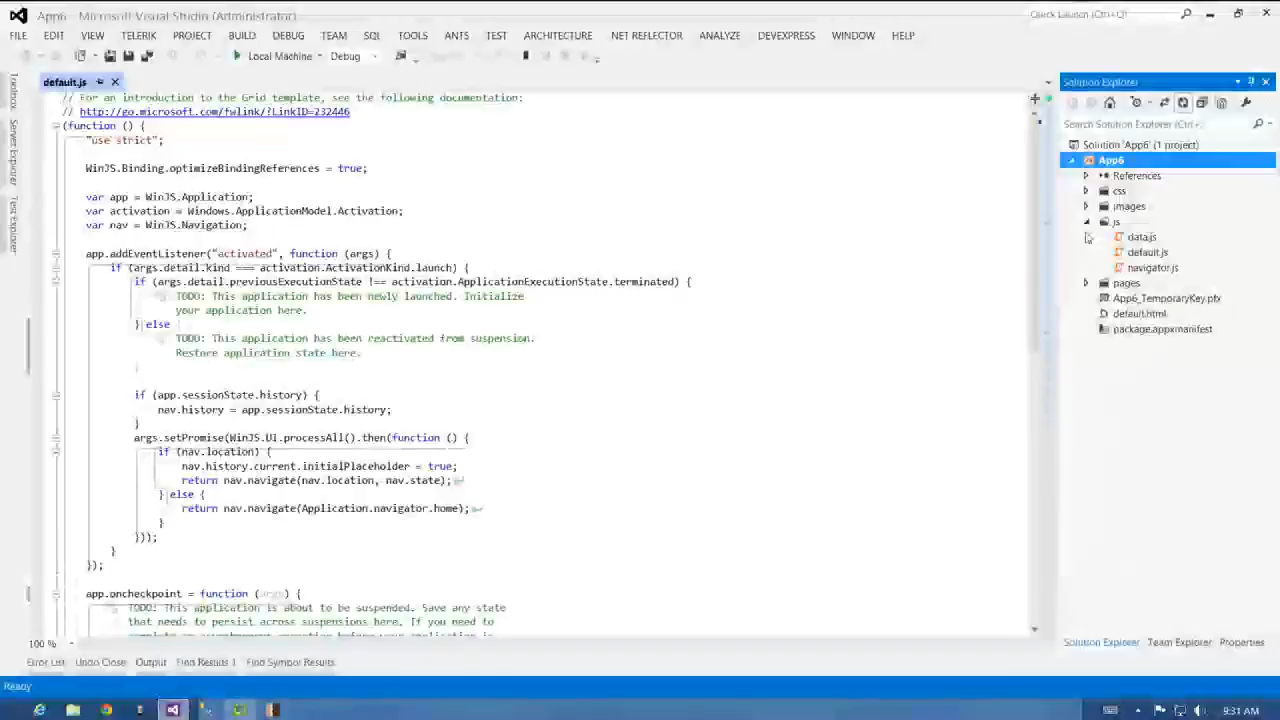 App6 - Microsoft Visual Studio (Administrator)
Quick Launch (Ctrl+Q)
FILE EDIT VIEW TELERIK PROJECT BUILD DEBUG TEAM SQL TOOLS ANTS TEST ARCHITECTURE NET REFLECTOR ANALYZE DEVEXPRESS WINDOW HELP
Local Machine Debug
Toolbox
Server Explorer
Test Explorer
default.js
// For an introduction to the Grid template, see the following documentation:
// http://go.microsoft.com/fwlink/?LinkID=232446
(function () {
"use strict";
WinJS.Binding.optimizeBindingReferences = true;
var app = WinJS.Application;
var activation = Windows.ApplicationModel.Activation;
var nav = WinJS.Navigation;
app.addEventListener("activated", function (args) {
if (args.detail.kind === activation.ActivationKind.launch) {
if (args.detail.previousExecutionState !== activation.ApplicationExecutionState.terminated) {
TODO: This application has been newly launched. Initialize
your application here.
} else
TODO: This application has been reactivated from suspension.
Restore application state here.
if (app.sessionState.history) {
nav.history = app.sessionState.history;
}
args.setPromise(WinJS.UI.processAll().then(function () {
if (nav.location) {
nav.history.current.initialPlaceholder = true;
return nav.navigate(nav.location, nav.state);
} else {
return nav.navigate(Application.navigator.home);
}
}));
}
});
app.oncheckpoint = function (args) {
TODO: This application is about to be suspended. Save any state
that needs to persist across suspensions here. If you need to
100 %
Error List Undo Close Output Find Results 1 Find Symbol Results
Ready
Solution Explorer
Search Solution Explorer (Ctrl+;)
Solution 'App6' (1 project)
App6
References
css
images
js
data.js
default.js
navigator.js
pages
App6_TemporaryKey.pfx
default.html
package.appxmanifest
Solution Explorer Team Explorer Properties
9:31 AM